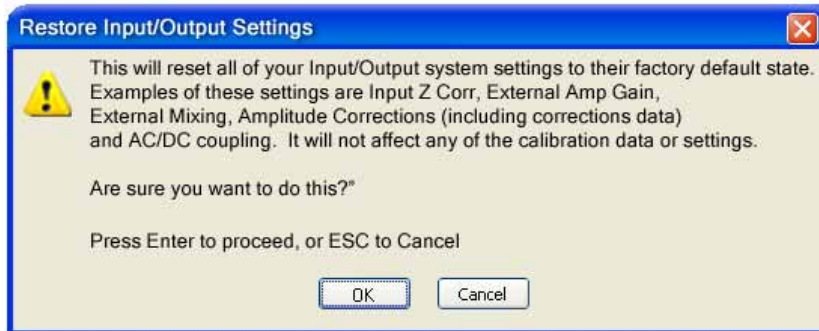 Restore Input/Output Settings
This will reset all of your Input/Output system settings to their factory default state.
Examples of these settings are Input Z Corr, External Amp Gain,
External Mixing, Amplitude Corrections (including corrections data)
and AC/DC coupling. It will not affect any of the calibration data or settings.
Are sure you want to do this?"
Press Enter to proceed, or ESC to Cancel
OK Cancel